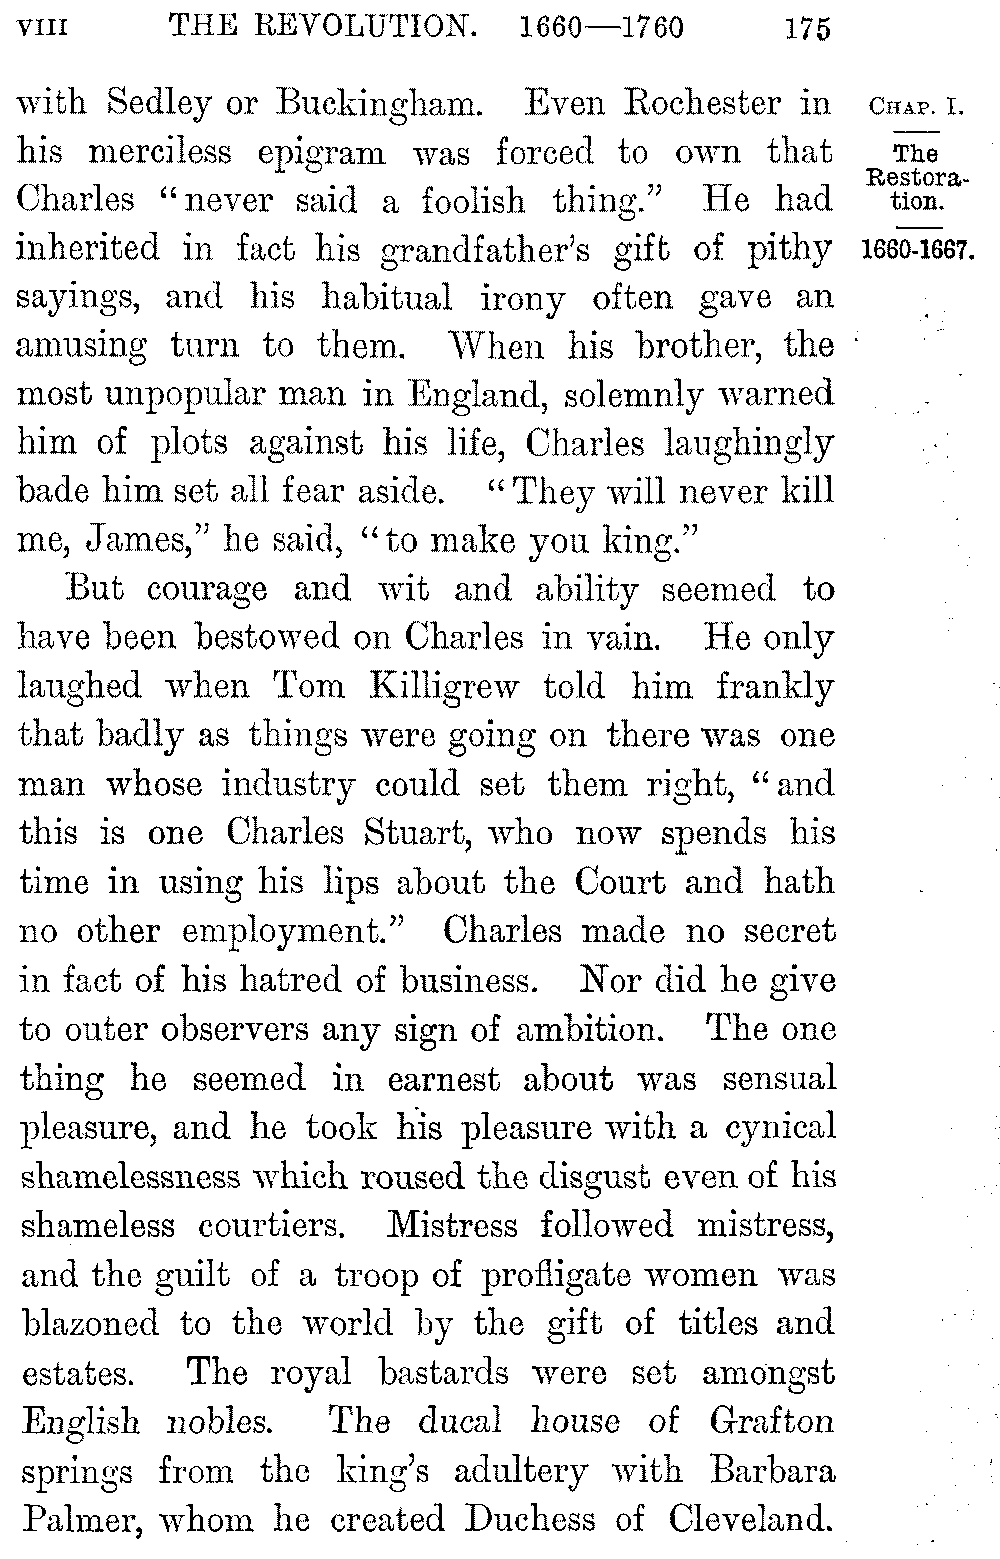 VIII THE REVOLUTION. 1660—1760 175
with Sedley or Buckingham. Even Rochester in
his merciless epigram was forced to own that
Charles “never said a foolish thing.” He had
inherited in fact his grandfather’s gift of pithy
sayings, and his habitual irony often gave an
amusing turn to them. When his brother, the
most unpopular man in England, solemnly warned
him of plots against his life, Charles laughingly
bade him set all fear aside. “They will never kill
me, James,” he said, “to make you king.”
But courage and wit and ability seemed to
have been bestowed on Charles in vain. He only
laughed when Tom Killigrew told him frankly
that badly as things were going on there was one
man whose industry could set them right, “and
this is one Charles Stuart, who now spends his
time in using his lips about the Court and hath
no other employment.” Charles made no secret
in fact of his hatred of business. Nor did he give
to outer observers any sign of ambition. The one
thing he seemed in earnest about was sensual
pleasure, and he took his pleasure with a cynical
shamelessness which roused the disgust even of his
shameless courtiers. Mistress followed mistress,
and the guilt of a troop of profligate women was
blazoned to the world by the gift of titles and
estates. The royal bastards were set amongst
English nobles. The ducal house of Grafton
springs from the king’s adultery with Barbara
Palmer, whom he created Duchess of Cleveland.
CHAP. I.
The
Restora-
tion.
1660-1667.